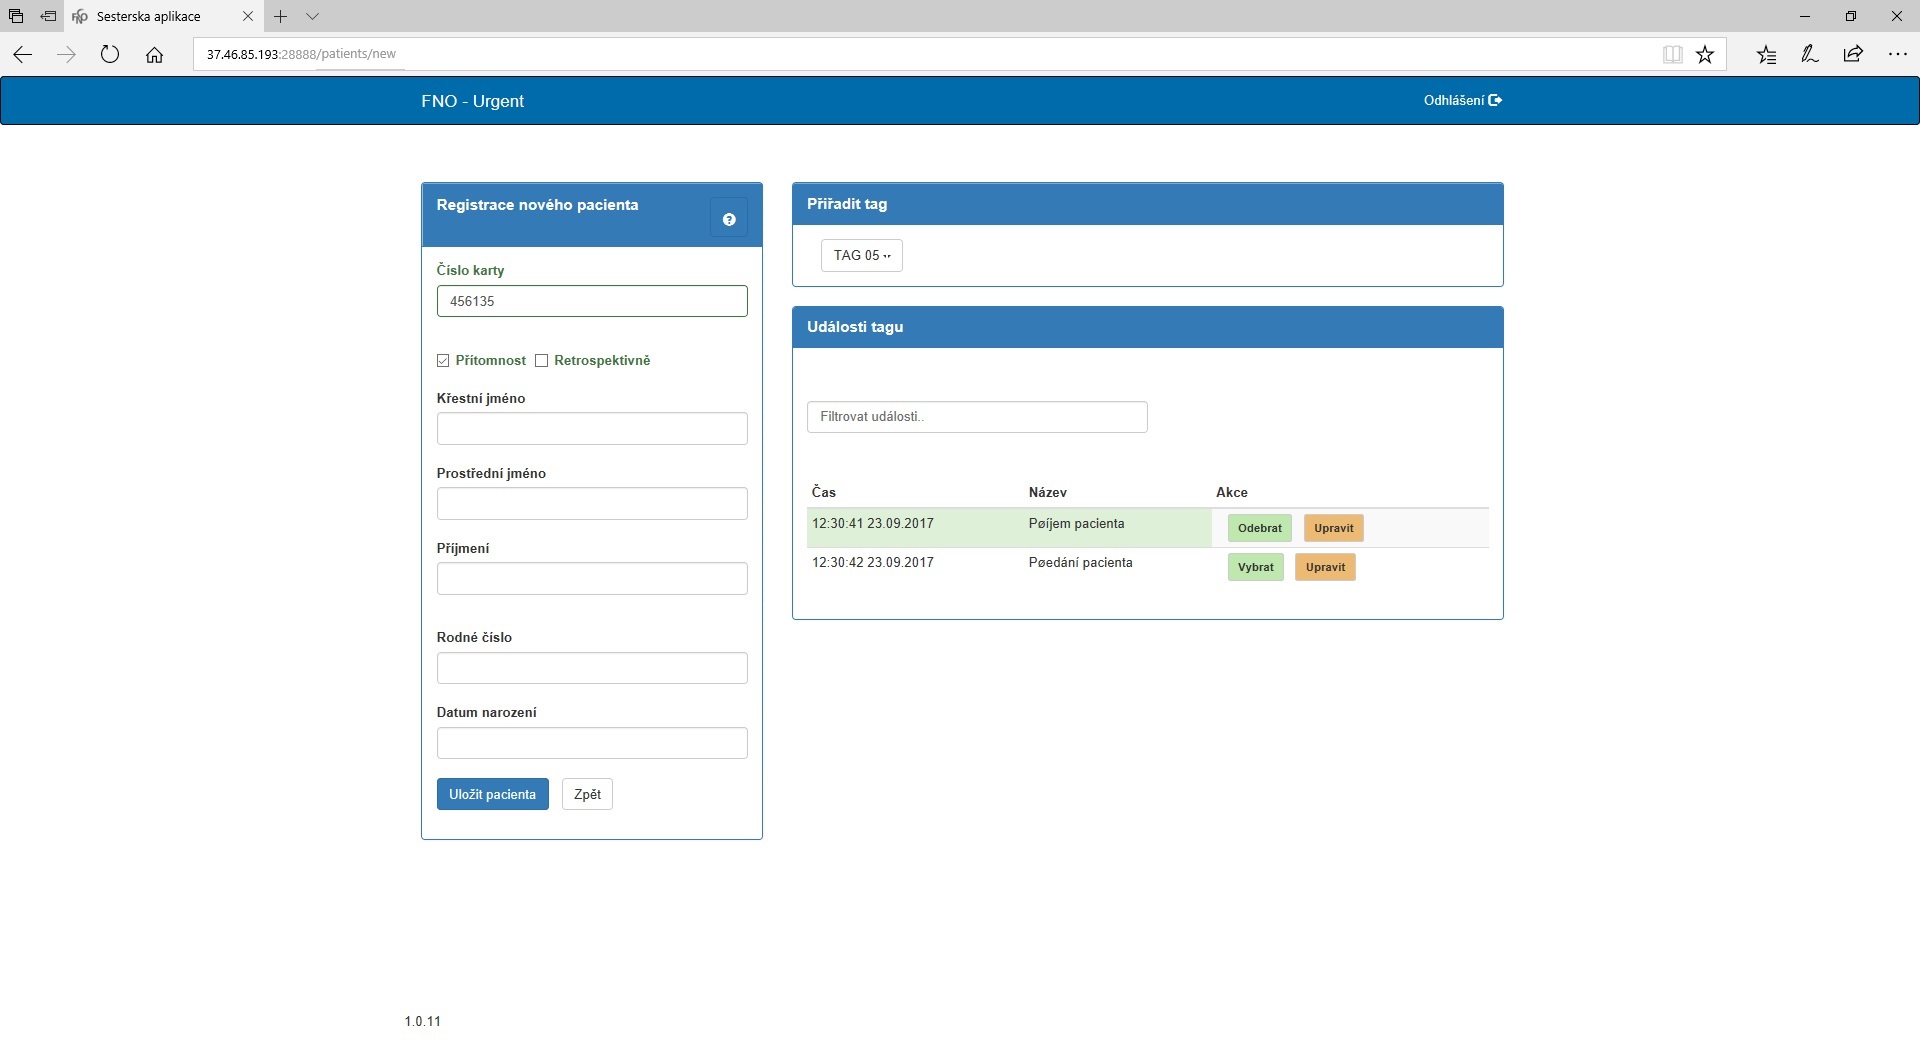 Sesterska aplikace
37.46.85.193:28888/patients/new
FNO - Urgent
Odhlášení
Registrace nového pacienta
Číslo karty
456135
Přítomnost Retrospektivně
Křestní jméno
Prostřední jméno
Příjmení
Rodné číslo
Datum narození
Uložit pacienta Zpět
Přiřadit tag
TAG 05
Události tagu
Filtrovat události..
Čas Název Akce
12:30:41 23.09.2017 Pøíjem pacienta Odebrat Upravit
12:30:42 23.09.2017 Pøedání pacienta Vybrat Upravit
1.0.11